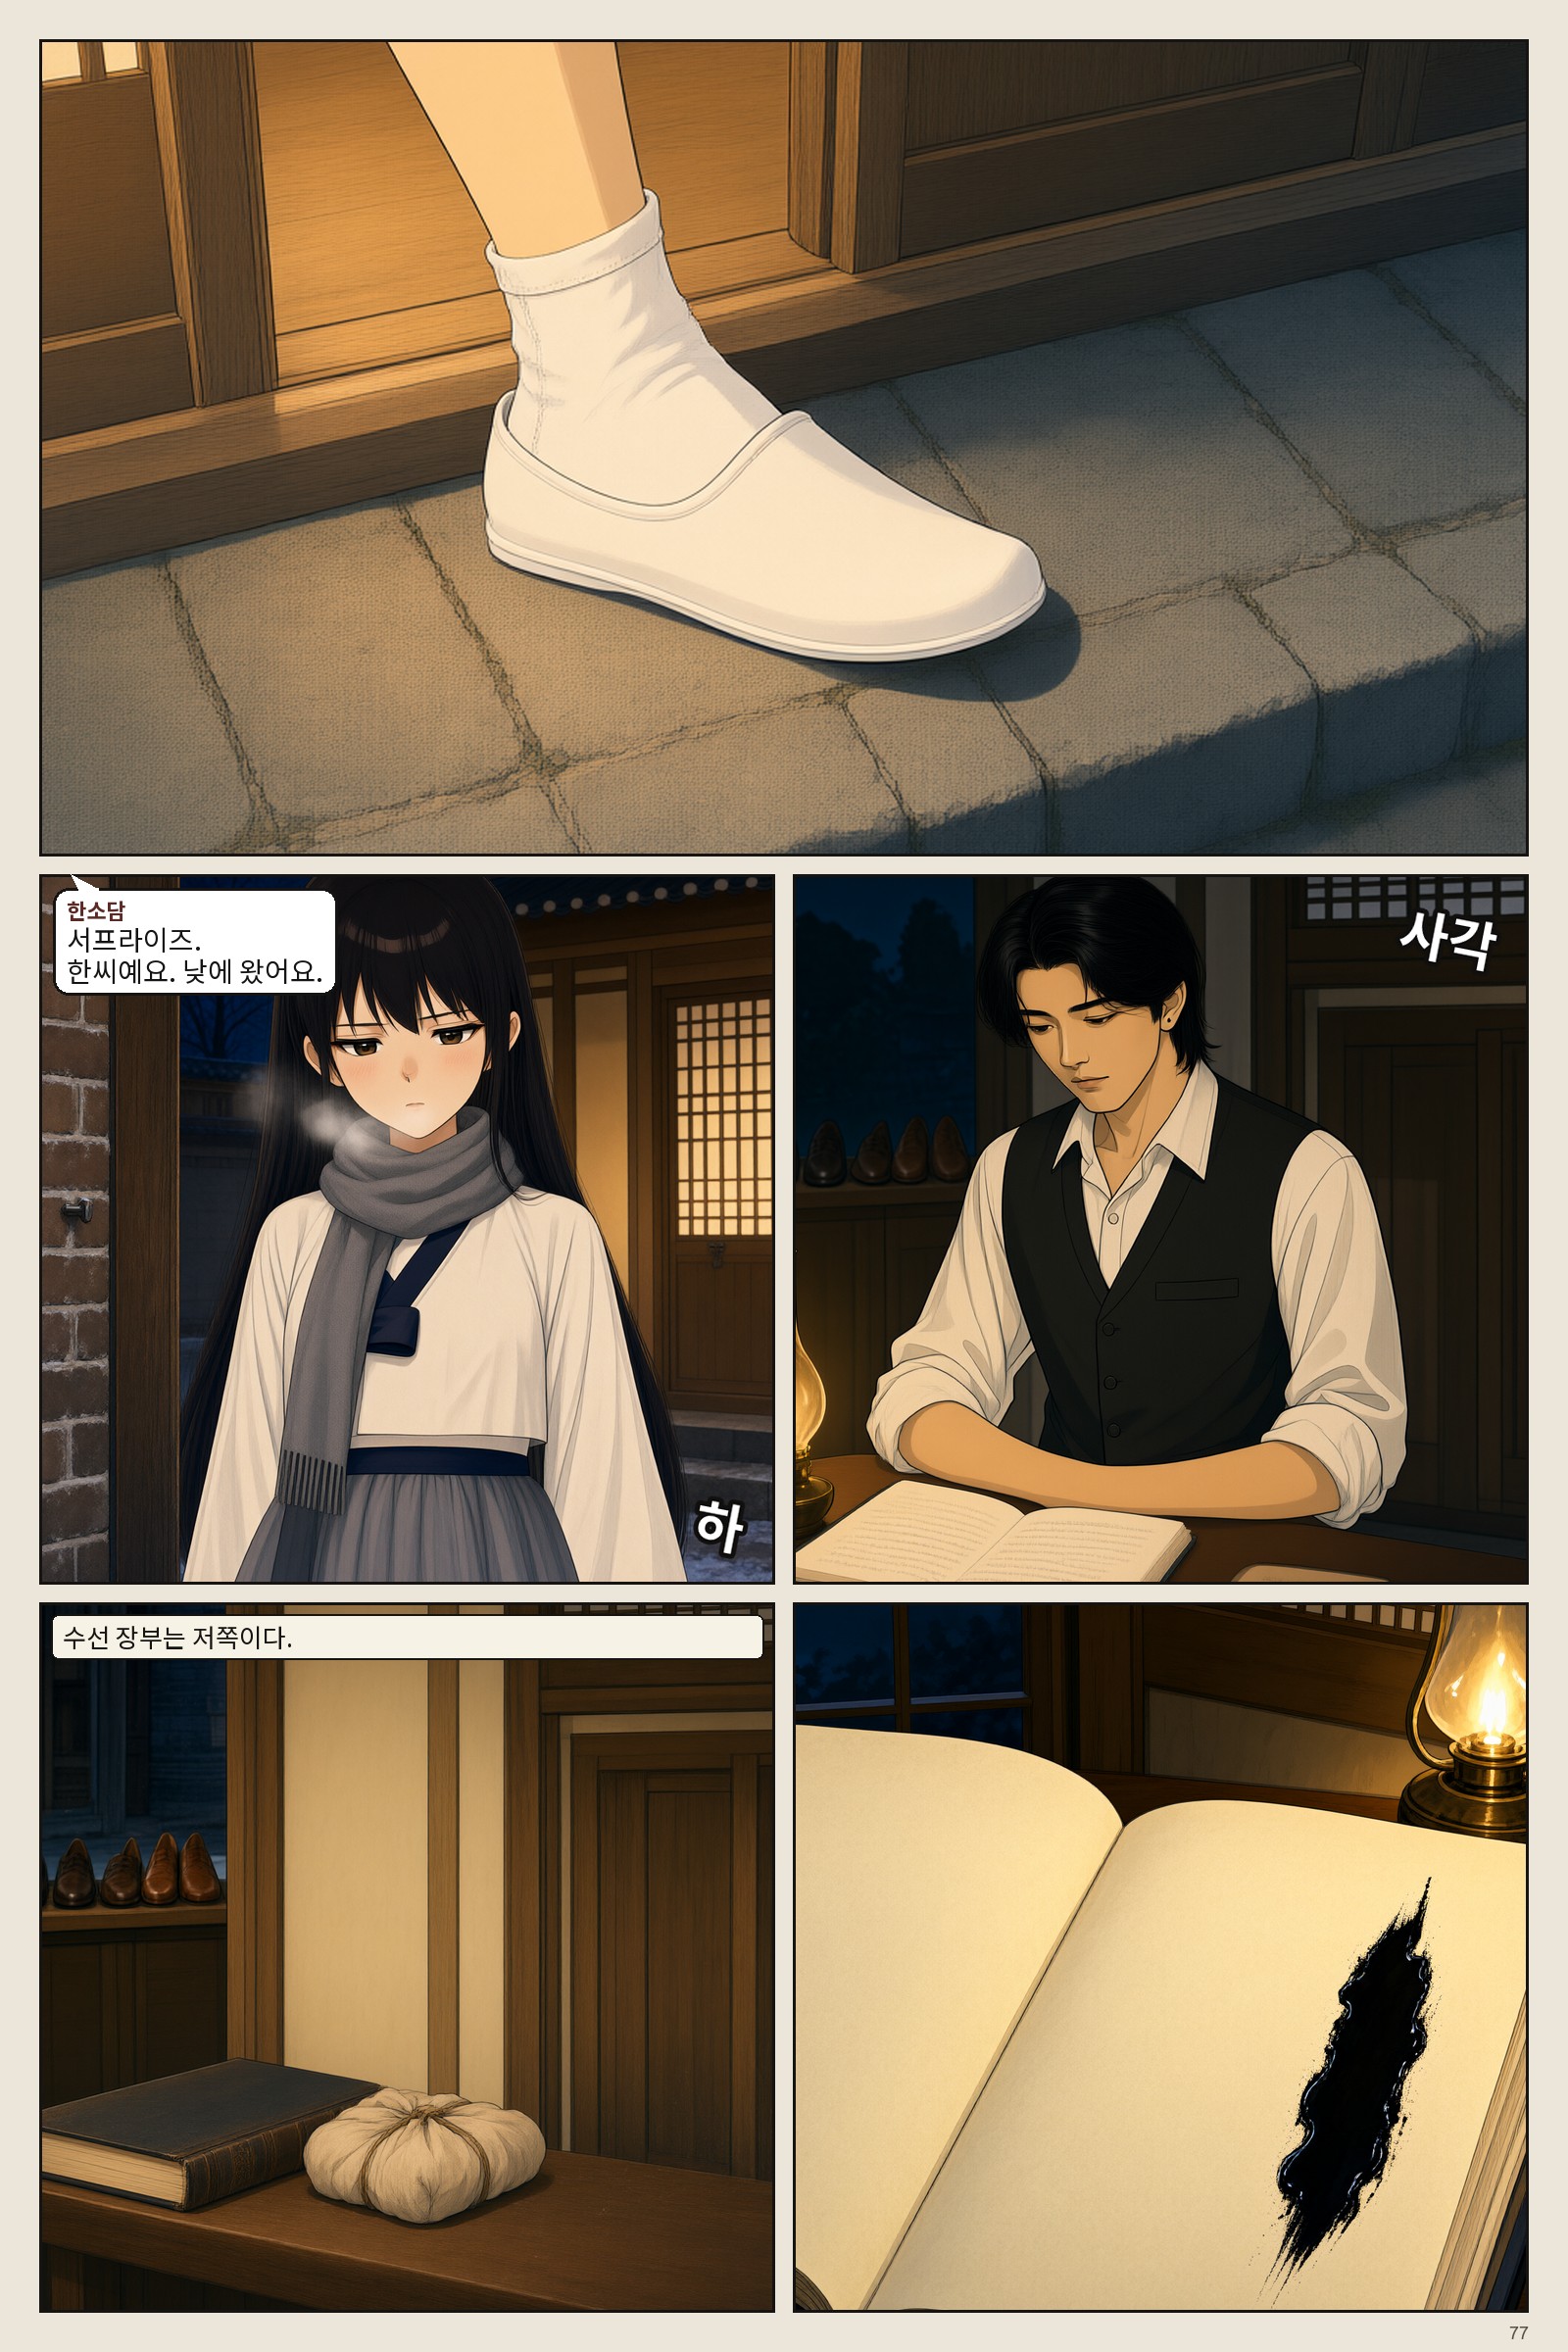 한소담
서프라이즈.
한씨예요. 낮에 왔어요.
사각
하
수선 장부는 저쪽이다.
77